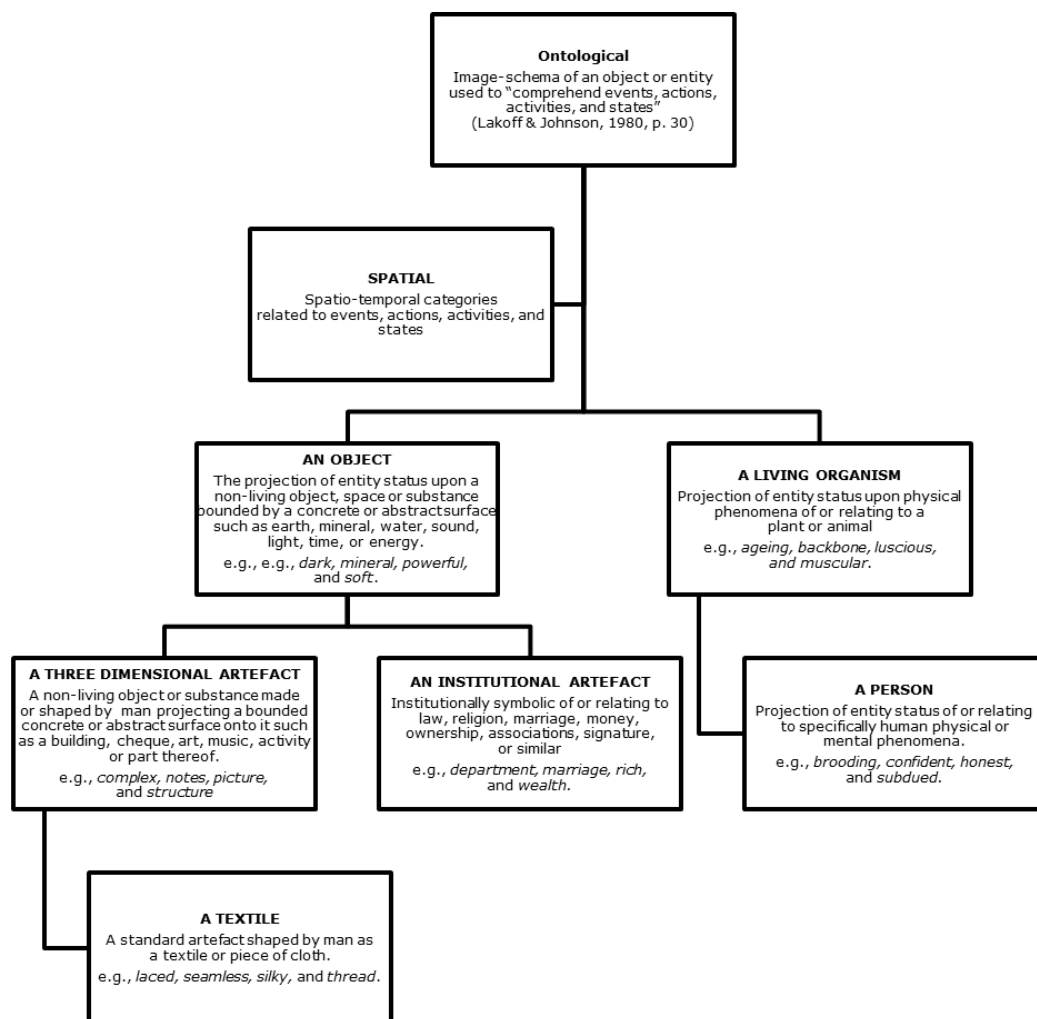 Ontological
Image-schema of an object or entity
used to “comprehend events, actions,
activities, and states”
(Lakoff & Johnson, 1980, p. 30)
SPATIAL
Spatio-temporal categories
related to events, actions, activities, and
states
AN OBJECT
The projection of entity status upon a
non-living object, space or substance
bounded by a concrete or abstract surface
such as earth, mineral, water, sound,
light, time, or energy.
e.g., e.g., dark, mineral, powerful,
and soft.
A LIVING ORGANISM
Projection of entity status upon physical
phenomena of or relating to a
plant or animal
e.g., ageing, backbone, luscious,
and muscular.
A THREE DIMENSIONAL ARTEFACT
A non-living object or substance made
or shaped by man projecting a bounded
concrete or abstract surface onto it such
as a building, cheque, art, music, activity
or part thereof.
e.g., complex, notes, picture,
and structure
AN INSTITUTIONAL ARTEFACT
Institutionally symbolic of or relating to
law, religion, marriage, money,
ownership, associations, signature,
or similar
e.g., department, marriage, rich,
and wealth.
A PERSON
Projection of entity status of or relating
to specifically human physical or
mental phenomena.
e.g., brooding, confident, honest,
and subdued.
A TEXTILE
A standard artefact shaped by man as
a textile or piece of cloth.
e.g., laced, seamless, silky, and thread.